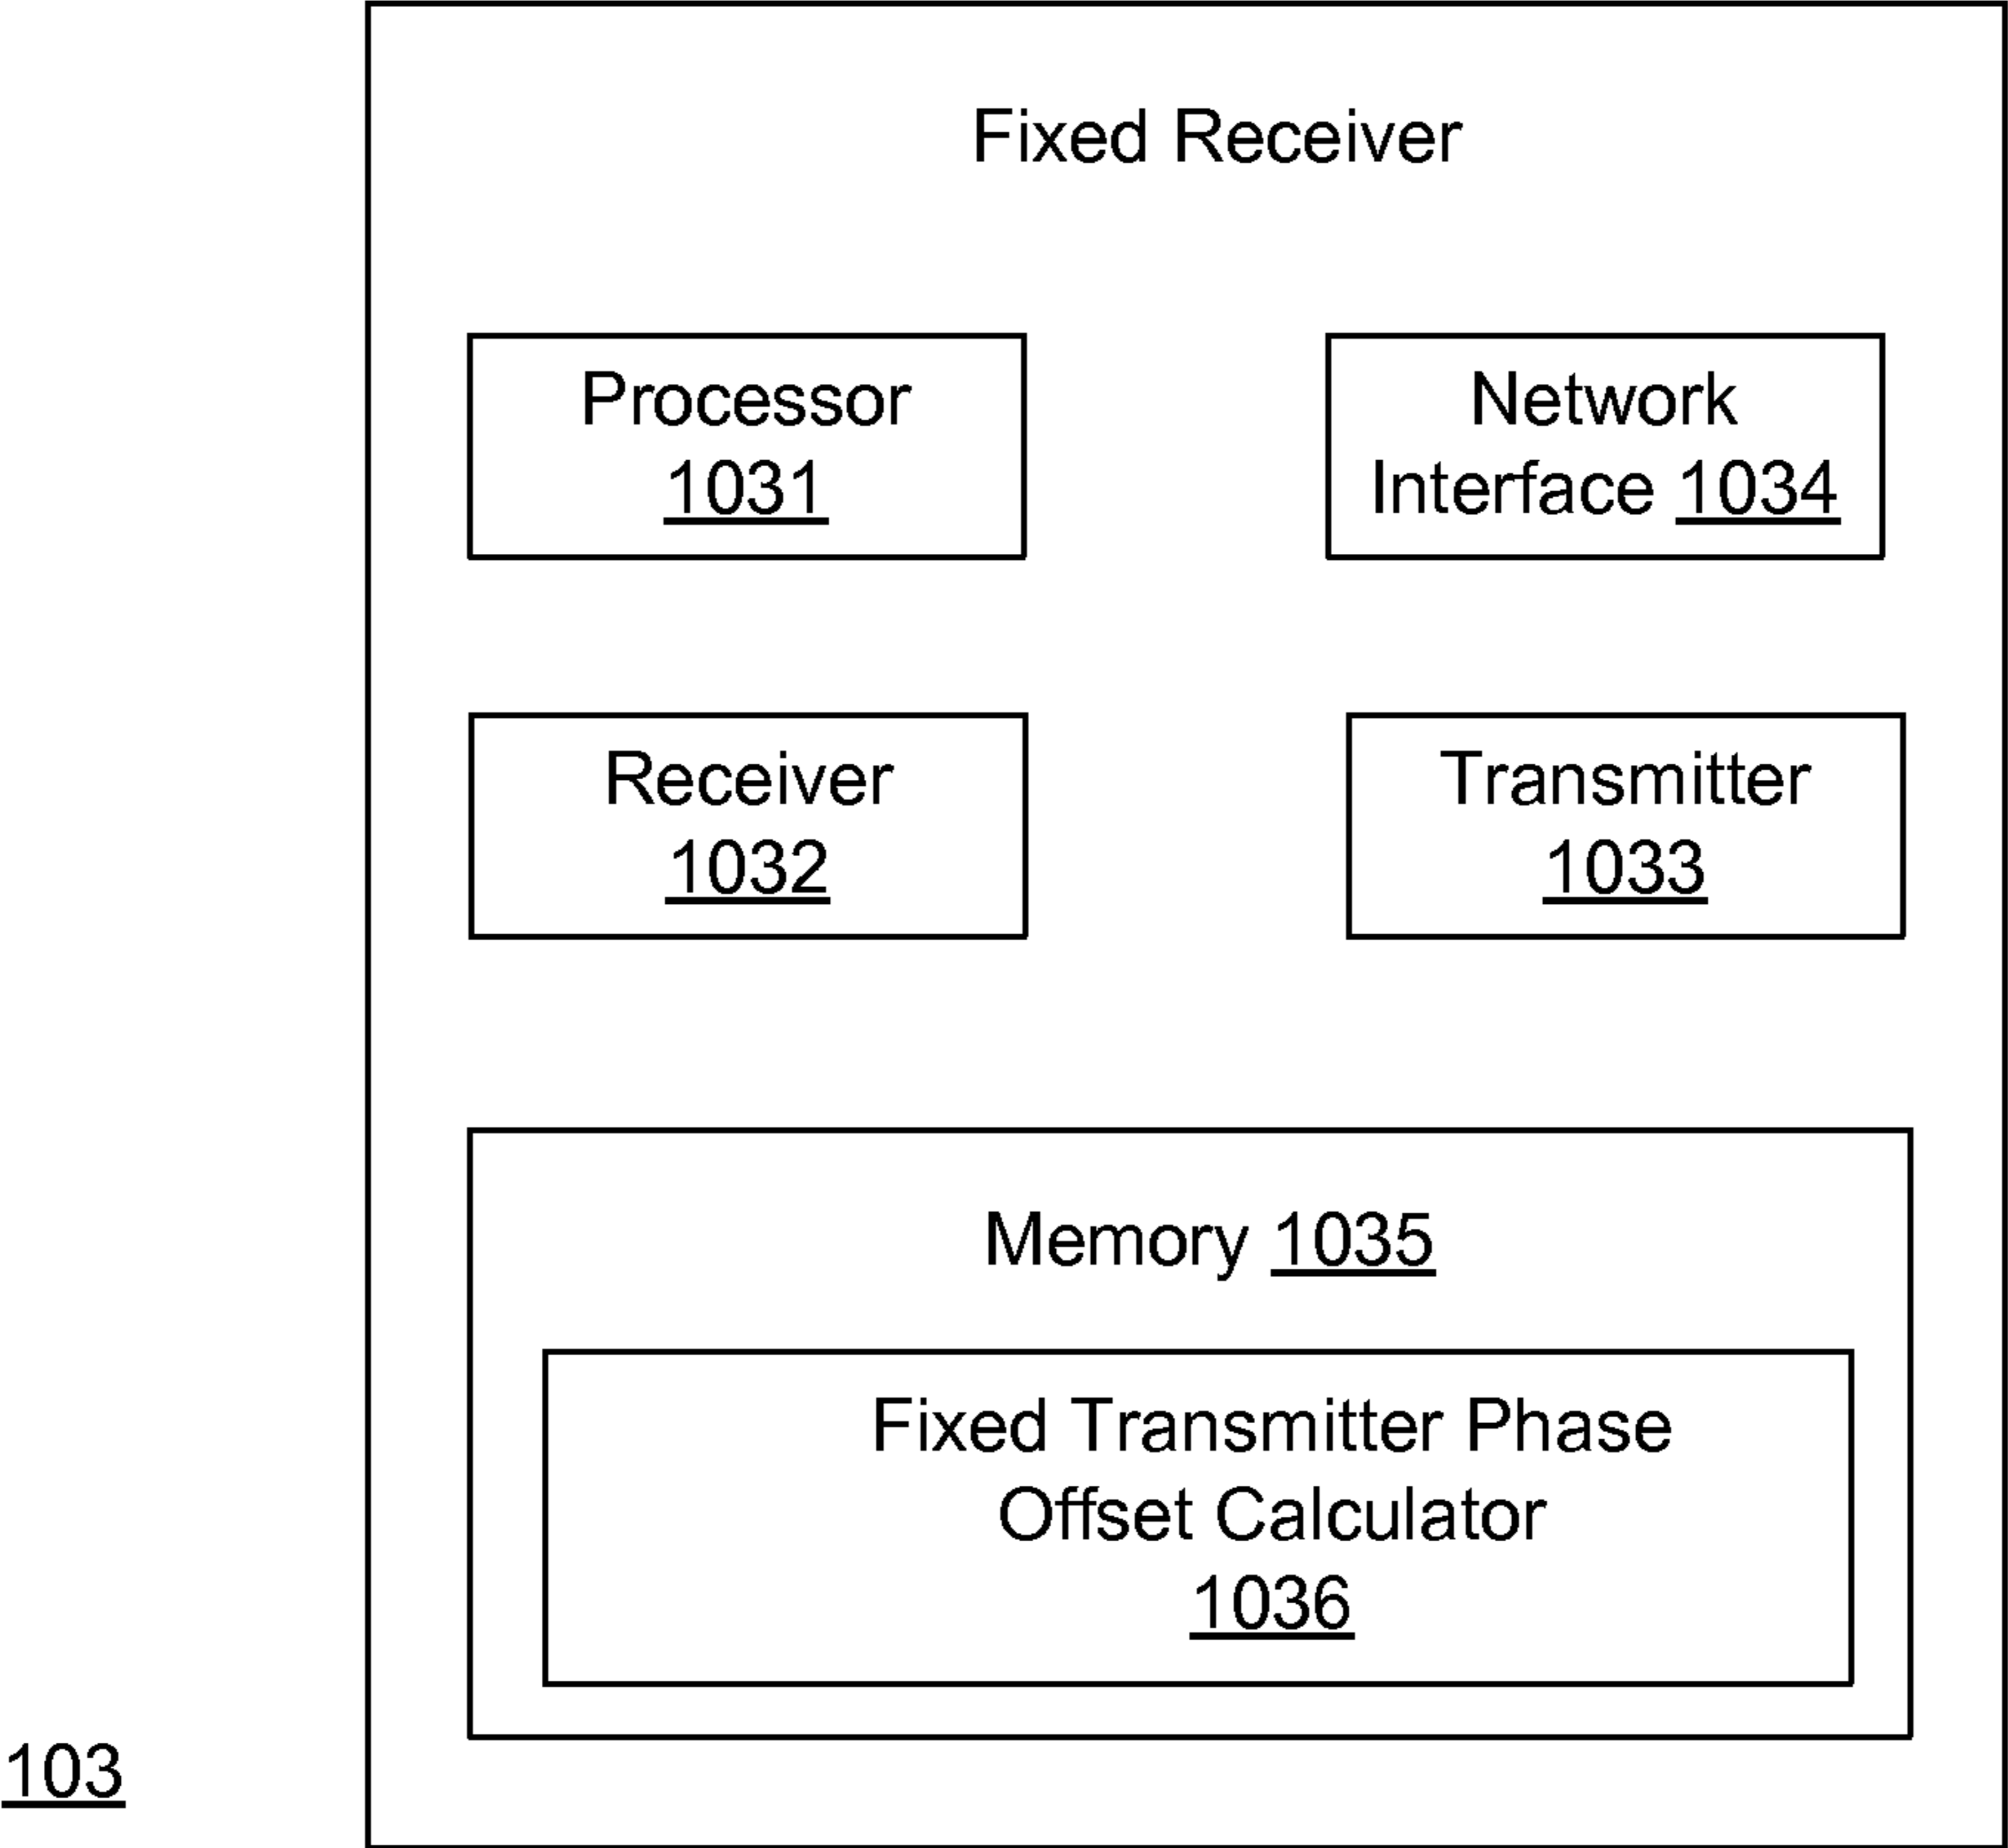 Fixed Receiver
Processor
1031
Network
Interface 1034
Receiver
1032
Transmitter
1033
Memory 1035
Fixed Transmitter Phase
Offset Calculator
1036
103